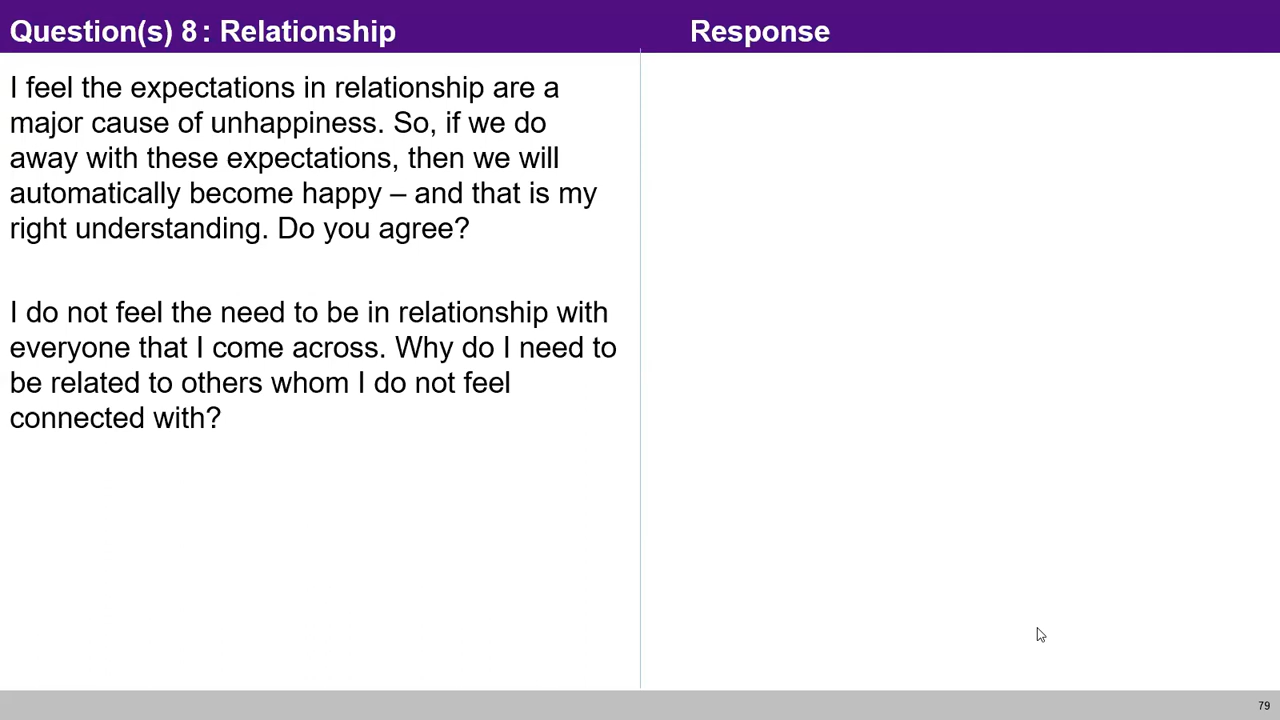 Question(s) 8: Relationship
Response
I feel the expectations in relationship are a
major cause of unhappiness. So, if we do
away with these expectations, then we will
automatically become happy – and that is my
right understanding. Do you agree?
I do not feel the need to be in relationship with
everyone that I come across. Why do I need to
be related to others whom I do not feel
connected with?
79